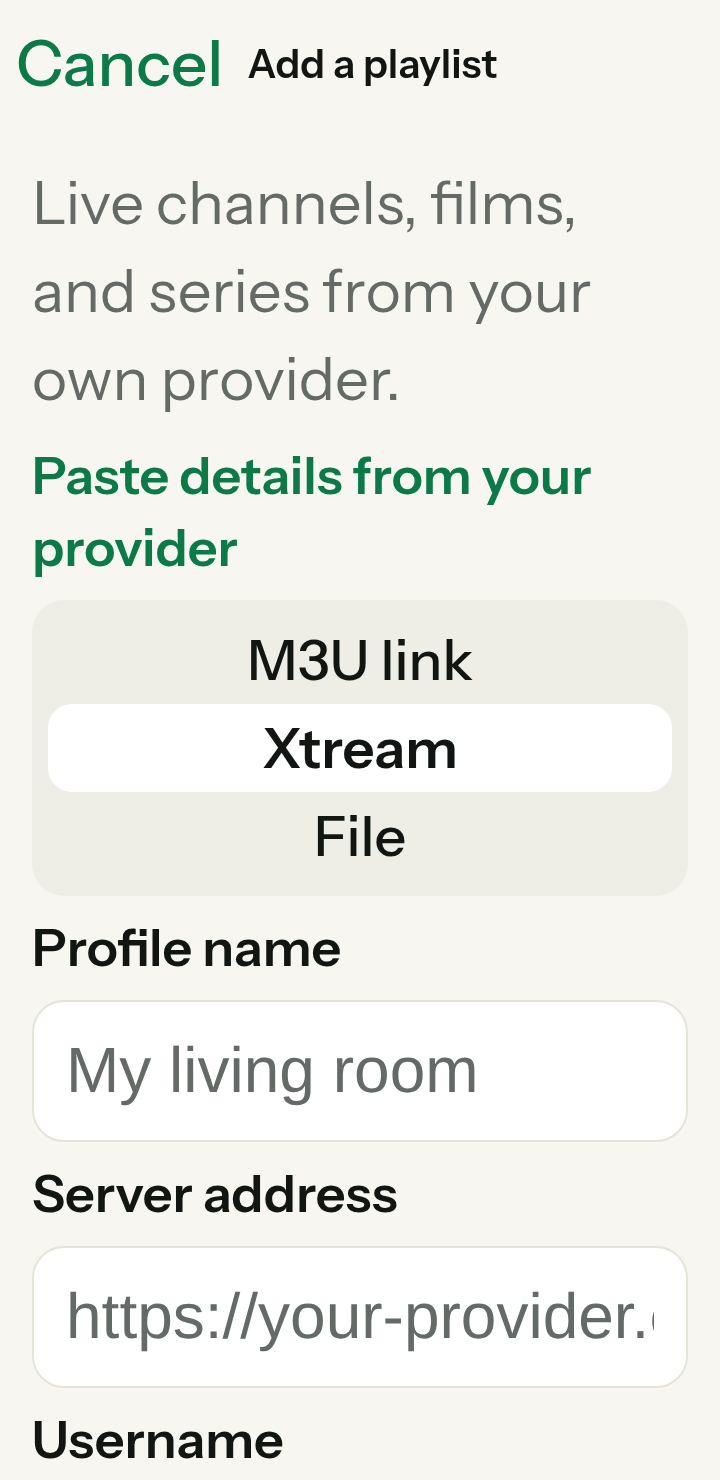 Cancel Add a playlist
Live channels, films,
and series from your
own provider.
Paste details from your
provider
M3U link
Xtream
File
Profile name
My living room
Server address
https://your-provider.
Username